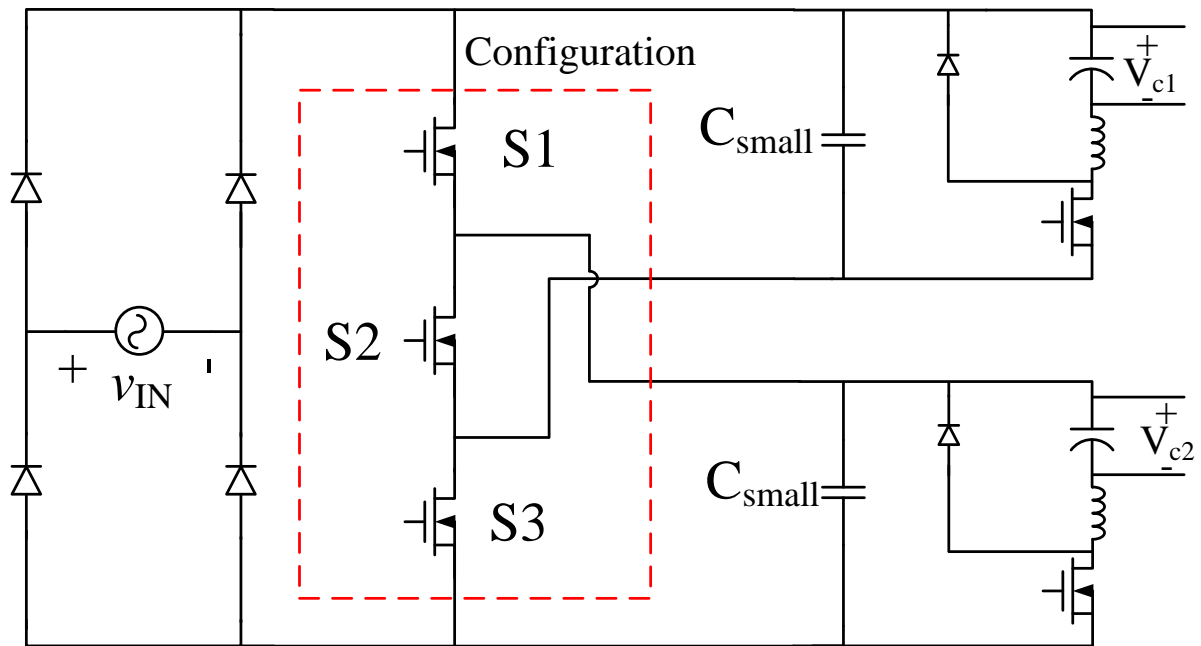 Configuration
S1
S2
S3
C_small
C_small
+
V_c1
-
+
V_c2
-
+
-
v_IN